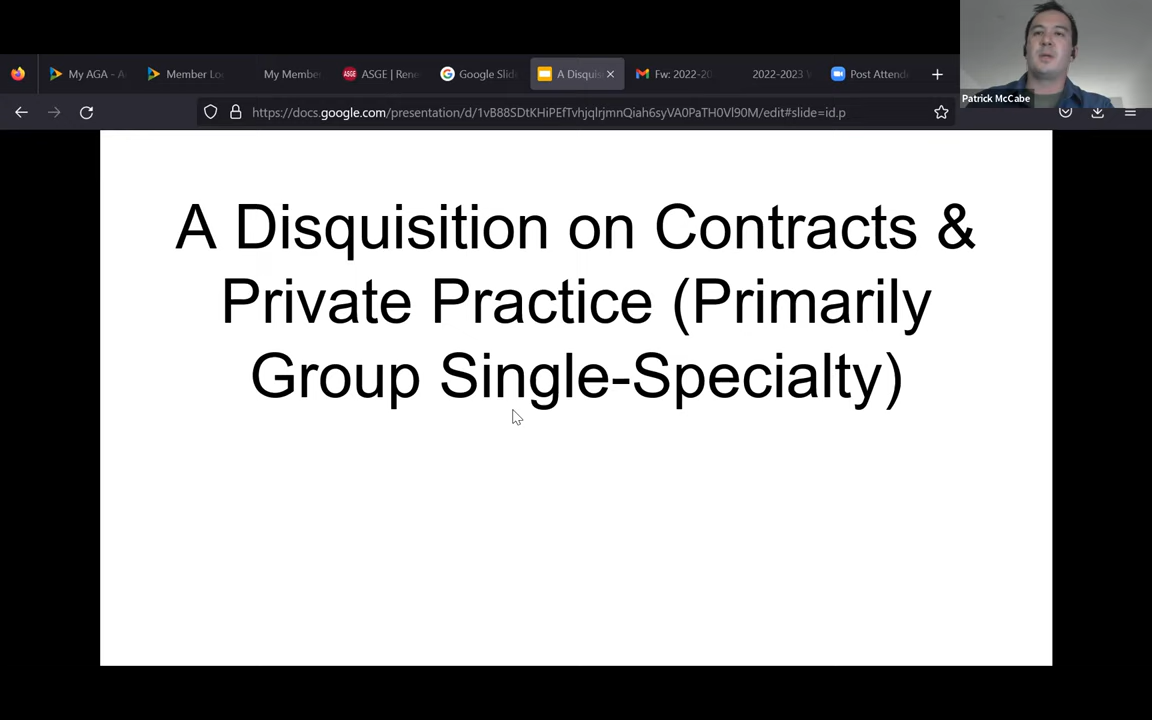 My AGA - A
Member Lo
My Membe
ASGE | Rene
Google Slid
A Disquis
Fw: 2022-20
2022-2023
Post Attend
Patrick McCabe
https://docs.google.com/presentation/d/1vB88SDtKHiPEfTvhjqlrjmnQiah6syVA0PaTH0Vl90M/edit#slide=id.p
A Disquisition on Contracts &
Private Practice (Primarily
Group Single-Specialty)